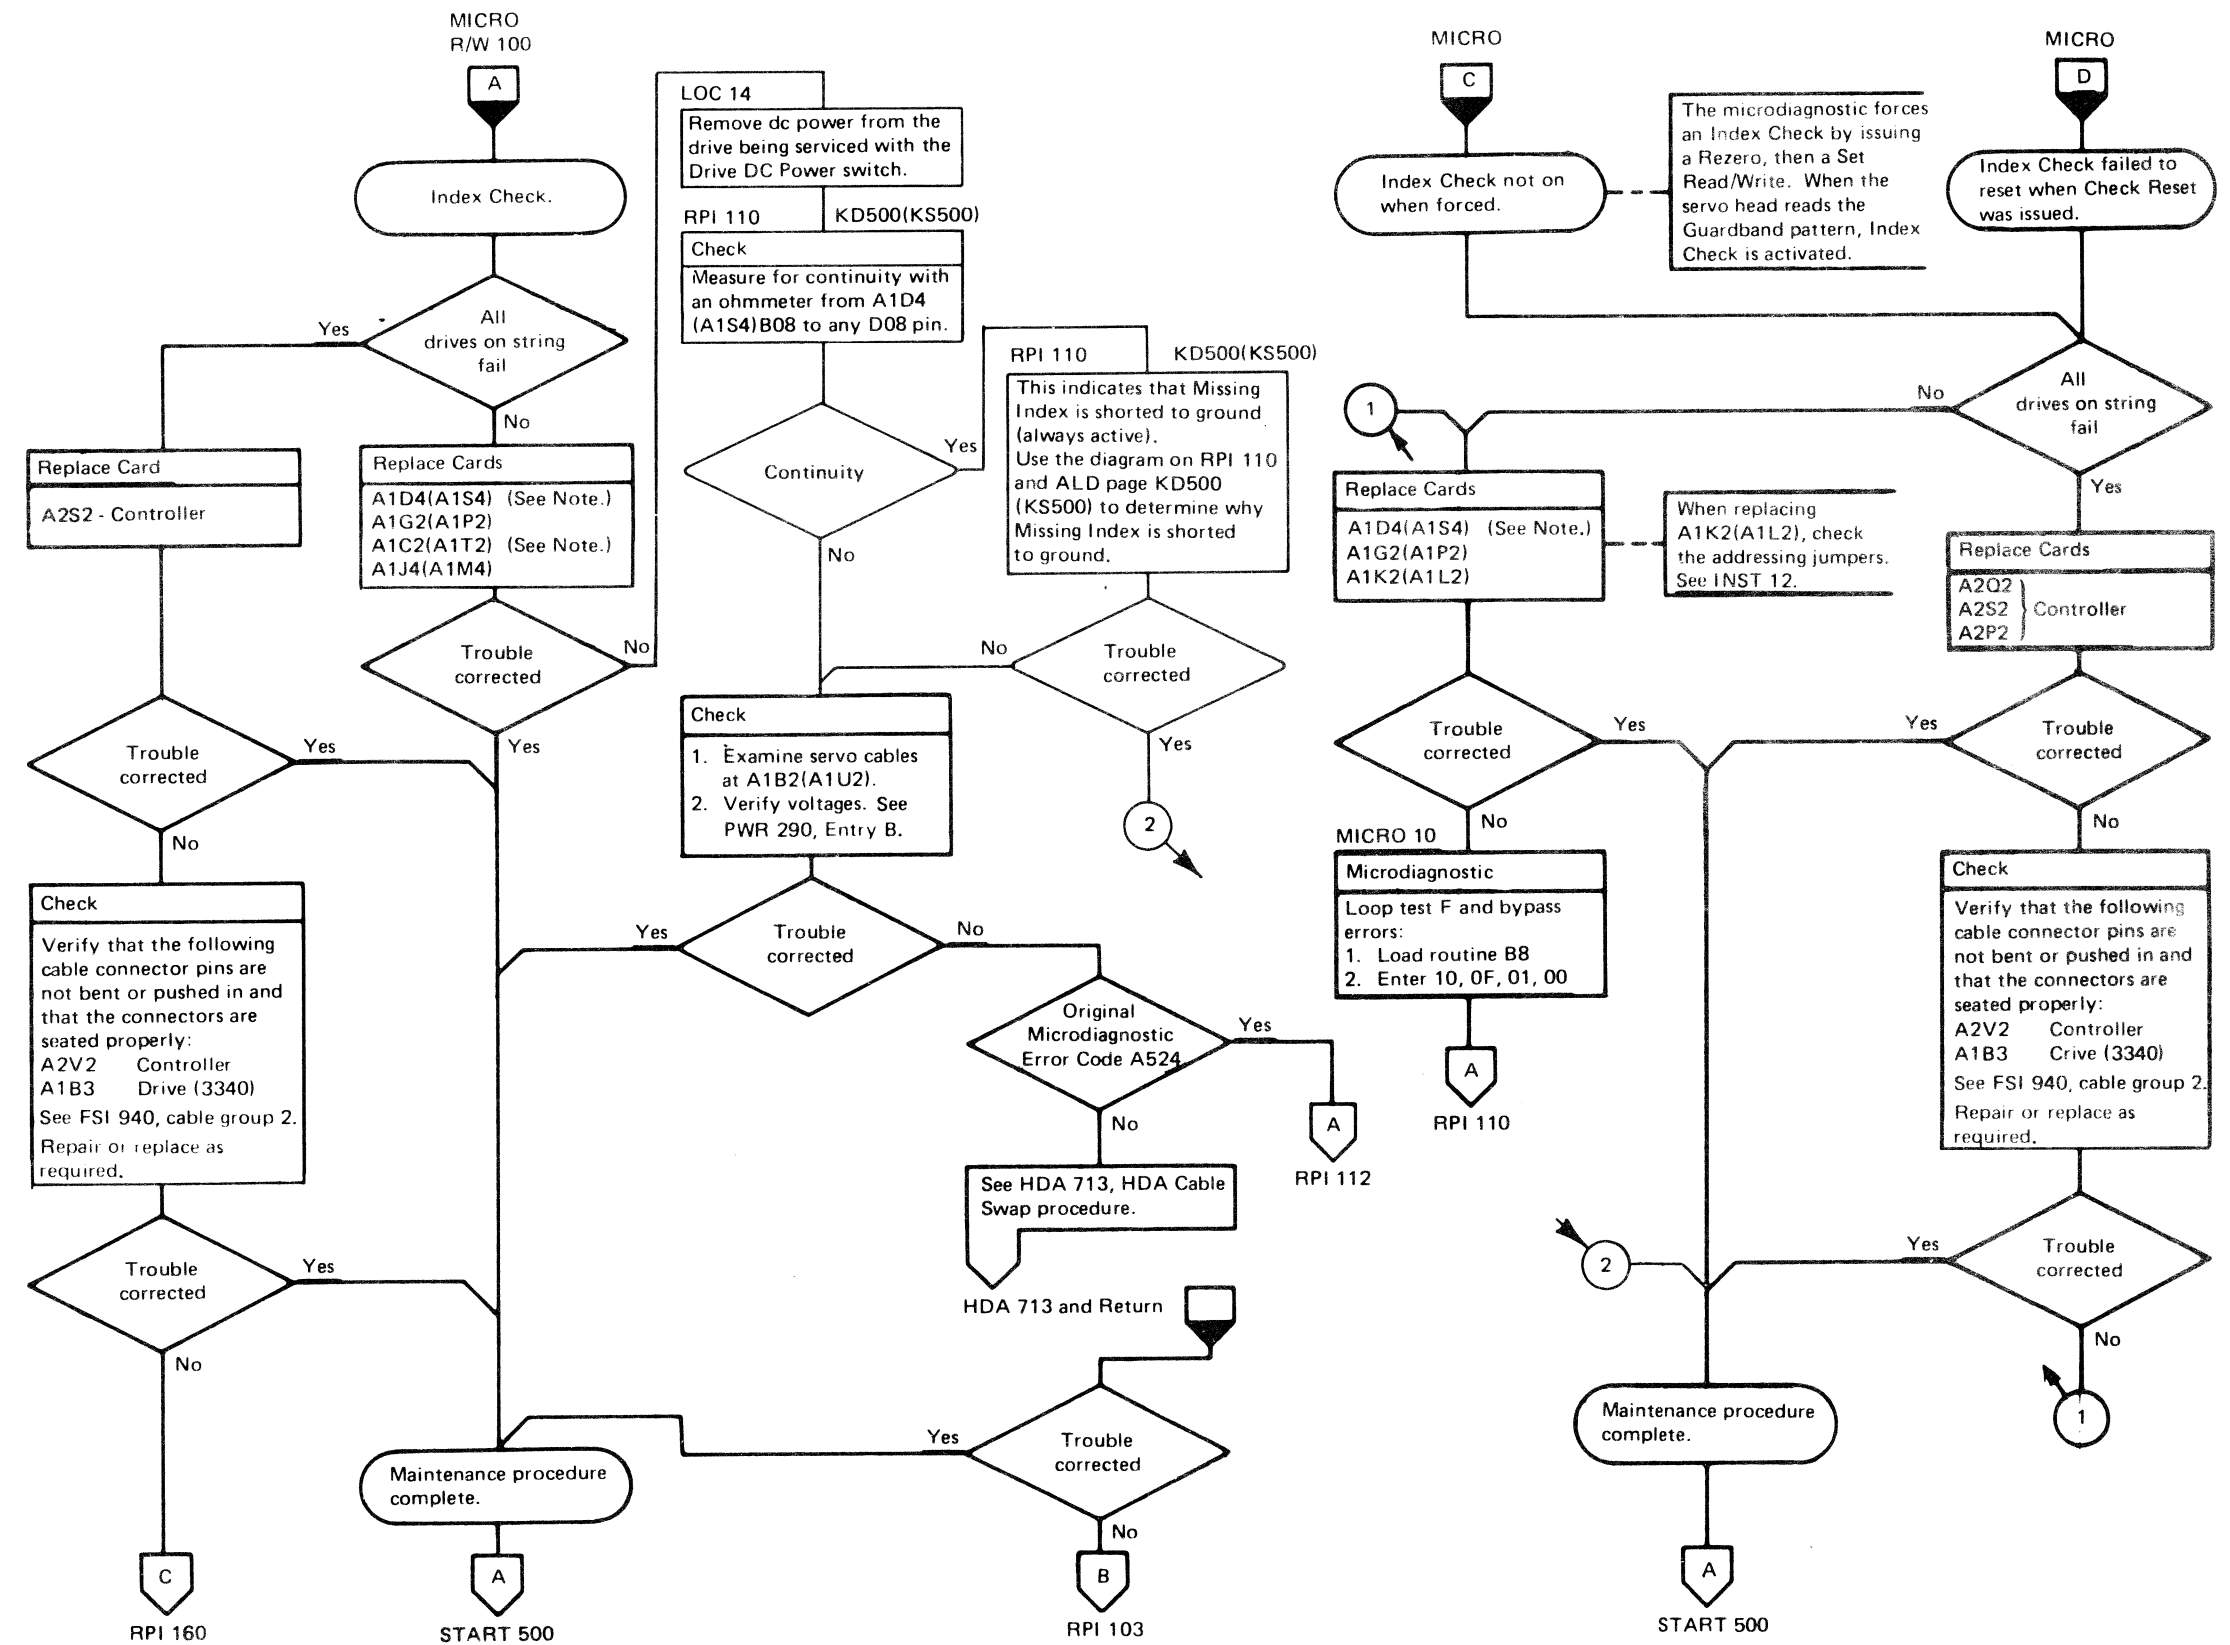 MICRO
R/W 100
A
Index Check.
All
drives on string
fail
Yes
No
Replace Card
A2S2 - Controller
Replace Cards
A1D4(A1S4) (See Note.)
A1G2(A1P2)
A1C2(A1T2) (See Note.)
A1J4(A1M4)
Trouble
corrected
No
Yes
Trouble
corrected
Yes
No
Check
Verify that the following
cable connector pins are
not bent or pushed in and
that the connectors are
seated properly:
A2V2 Controller
A1B3 Drive (3340)
See FSI 940, cable group 2.
Repair or replace as
required.
Trouble
corrected
Yes
No
C
RPI 160
Maintenance procedure
complete.
A
START 500
LOC 14
Remove dc power from the
drive being serviced with the
Drive DC Power switch.
RPI 110
KD500(KS500)
Check
Measure for continuity with
an ohmmeter from A1D4
(A1S4)B08 to any D08 pin.
Continuity
Yes
No
RPI 110
KD500(KS500)
This indicates that Missing
Index is shorted to ground
(always active).
Use the diagram on RPI 110
and ALD page KD500
(KS500) to determine why
Missing Index is shorted
to ground.
Trouble
corrected
No
Yes
2
Check
1. Examine servo cables
at A1B2(A1U2).
2. Verify voltages. See
PWR 290, Entry B.
Trouble
corrected
Yes
No
Original
Microdiagnostic
Error Code A524
Yes
No
A
RPI 112
See HDA 713, HDA Cable
Swap procedure.
HDA 713 and Return
Trouble
corrected
Yes
No
B
RPI 103
MICRO
C
Index Check not on
when forced.
The microdiagnostic forces
an Index Check by issuing
a Rezero, then a Set
Read/Write. When the
servo head reads the
Guardband pattern, Index
Check is activated.
MICRO
D
Index Check failed to
reset when Check Reset
was issued.
All
drives on string
fail
No
Yes
1
Replace Cards
A1D4(A1S4) (See Note.)
A1G2(A1P2)
A1K2(A1L2)
When replacing
A1K2(A1L2), check
the addressing jumpers.
See INST 12.
Replace Cards
A2Q2
A2S2 Controller
A2P2
Trouble
corrected
Yes
No
Trouble
corrected
Yes
No
MICRO 10
Microdiagnostic
Loop test F and bypass
errors:
1. Load routine B8
2. Enter 10, 0F, 01, 00
A
RPI 110
Check
Verify that the following
cable connector pins are
not bent or pushed in and
that the connectors are
seated properly:
A2V2 Controller
A1B3 Crive (3340)
See FSI 940, cable group 2.
Repair or replace as
required.
Trouble
corrected
Yes
No
2
1
Maintenance procedure
complete.
A
START 500